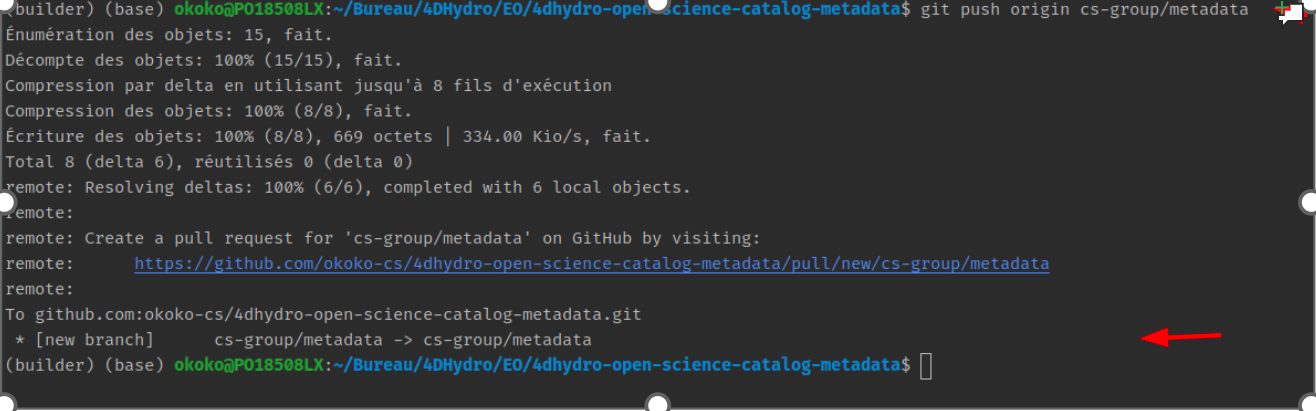 (builder) (base) okoko@PO18508LX:~/Bureau/4DHydro/EO/4dhydro-open-science-catalog-metadata$ git push origin cs-group/metadata
Énumération des objets: 15, fait.
Décompte des objets: 100% (15/15), fait.
Compression par delta en utilisant jusqu'à 8 fils d'exécution
Compression des objets: 100% (8/8), fait.
Écriture des objets: 100% (8/8), 669 octets | 334.00 Kio/s, fait.
Total 8 (delta 6), réutilisés 0 (delta 0)
remote: Resolving deltas: 100% (6/6), completed with 6 local objects.
remote:
remote: Create a pull request for 'cs-group/metadata' on GitHub by visiting:
remote:      https://github.com/okoko-cs/4dhydro-open-science-catalog-metadata/pull/new/cs-group/metadata
remote:
To github.com:okoko-cs/4dhydro-open-science-catalog-metadata.git
 * [new branch]      cs-group/metadata -> cs-group/metadata
(builder) (base) okoko@PO18508LX:~/Bureau/4DHydro/EO/4dhydro-open-science-catalog-metadata$